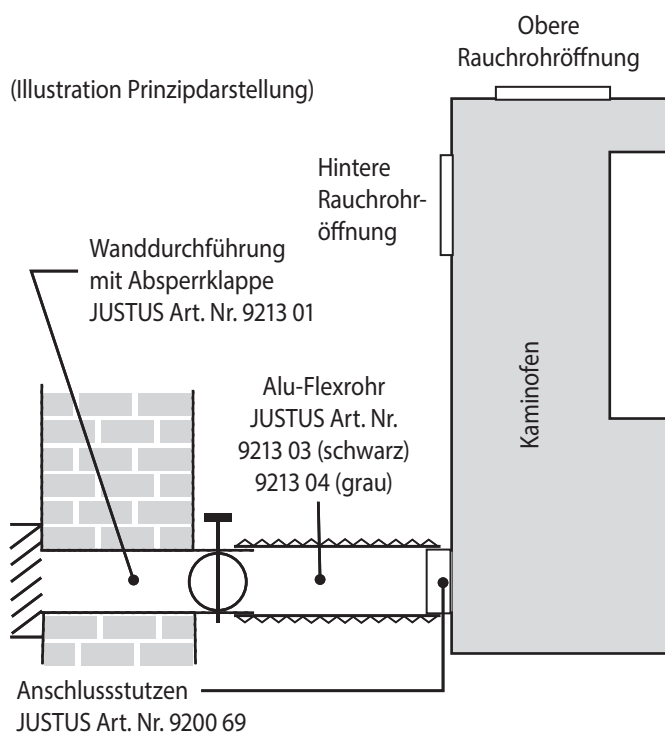 Obere
Rauchrohröffnung
(Illustration Prinzipdarstellung)
Hintere
Rauchrohr-
öffnung
Wanddurchführung
mit Absperrklappe
JUSTUS Art. Nr. 9213 01
Kaminofen
Alu-Flexrohr
JUSTUS Art. Nr.
9213 03 (schwarz)
9213 04 (grau)
Anschlussstutzen
JUSTUS Art. Nr. 9200 69